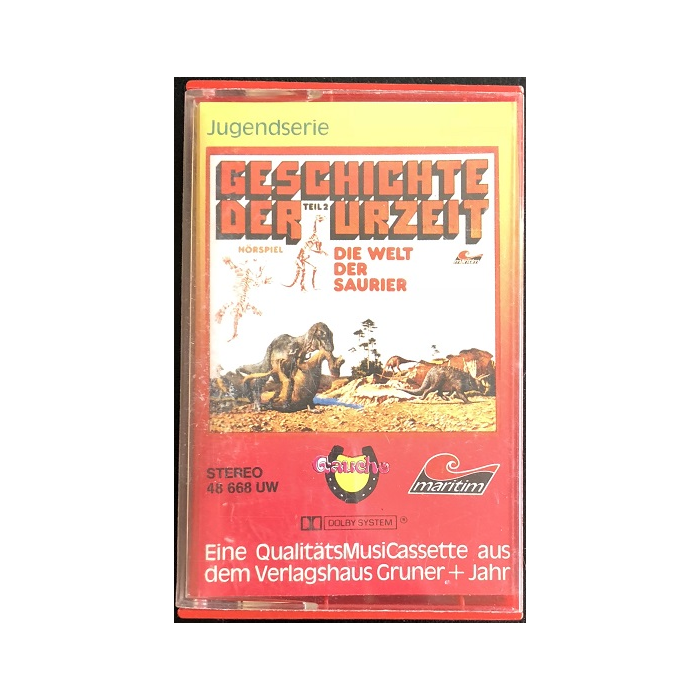 Jugendserie
GESCHICHTE
DER TEIL 2 URZEIT
HÖRSPIEL
DIE WELT
DER
SAURIER
STEREO
48 668 UW
Gaucho
maritim
DOLBY SYSTEM ®
Eine QualitätsMusiCassette aus
dem Verlagshaus Gruner + Jahr